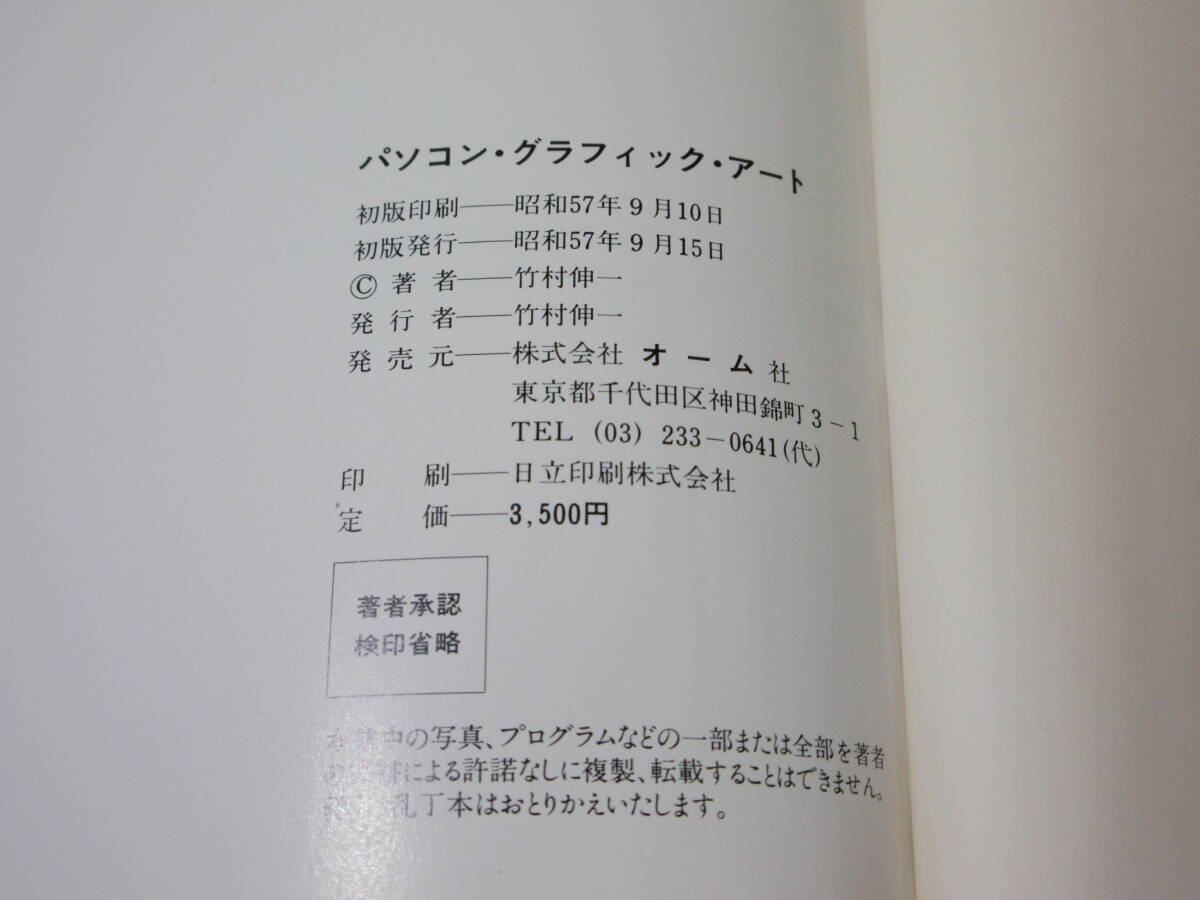 パソコン・グラフィック・アート
初版印刷――昭和57年9月10日
初版発行――昭和57年9月15日
Ⓒ著者――竹村伸一
発行者――竹村伸一
発売元――株式会社 オーム社
東京都千代田区神田錦町3-1
TEL (03) 233-0641(代)
印刷――日立印刷株式会社
定価――3,500円
著者承認
検印省略
本書中の写真、プログラムなどの一部または全部を著者
の による許諾なしに複製、転載することはできません。
乱丁本はおとりかえいたします。